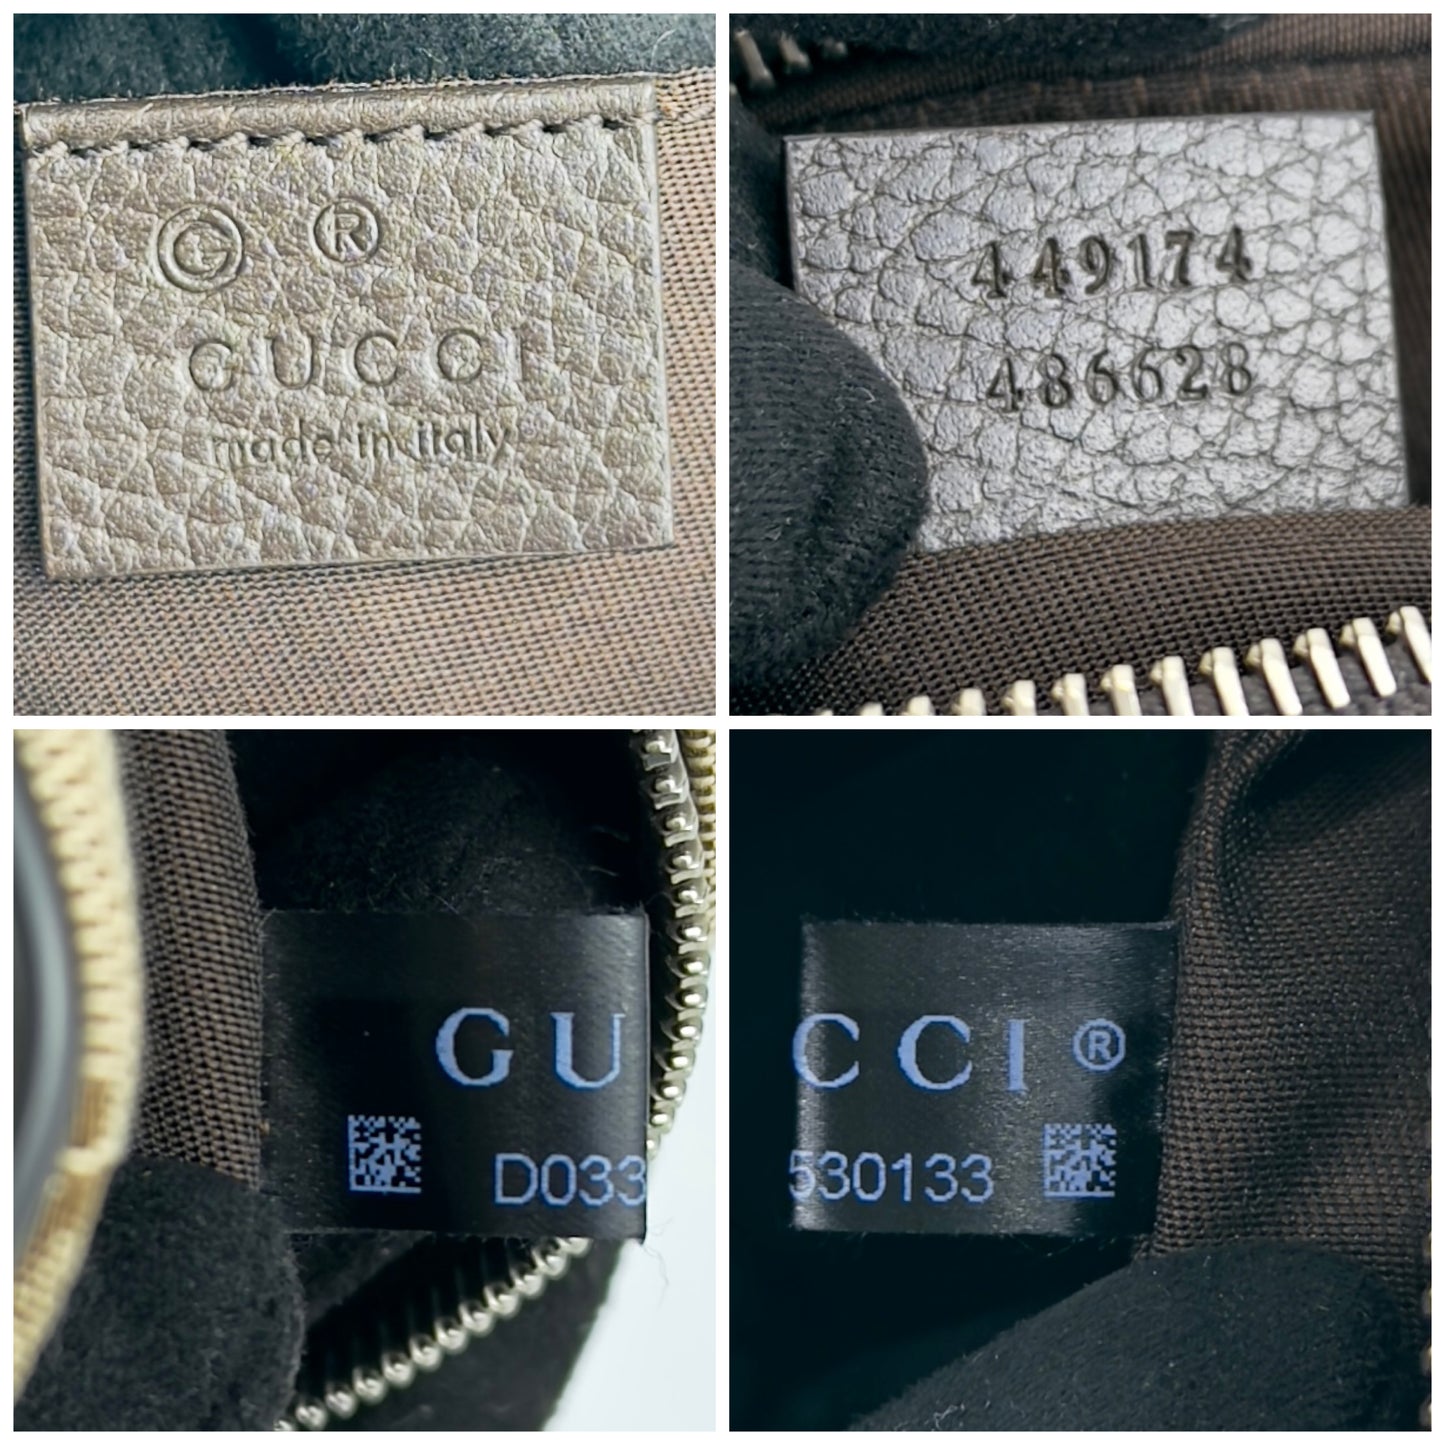 Ⓖ ®
GUCCI
made in italy
449174
486628
GU
D033
CCI®
530133